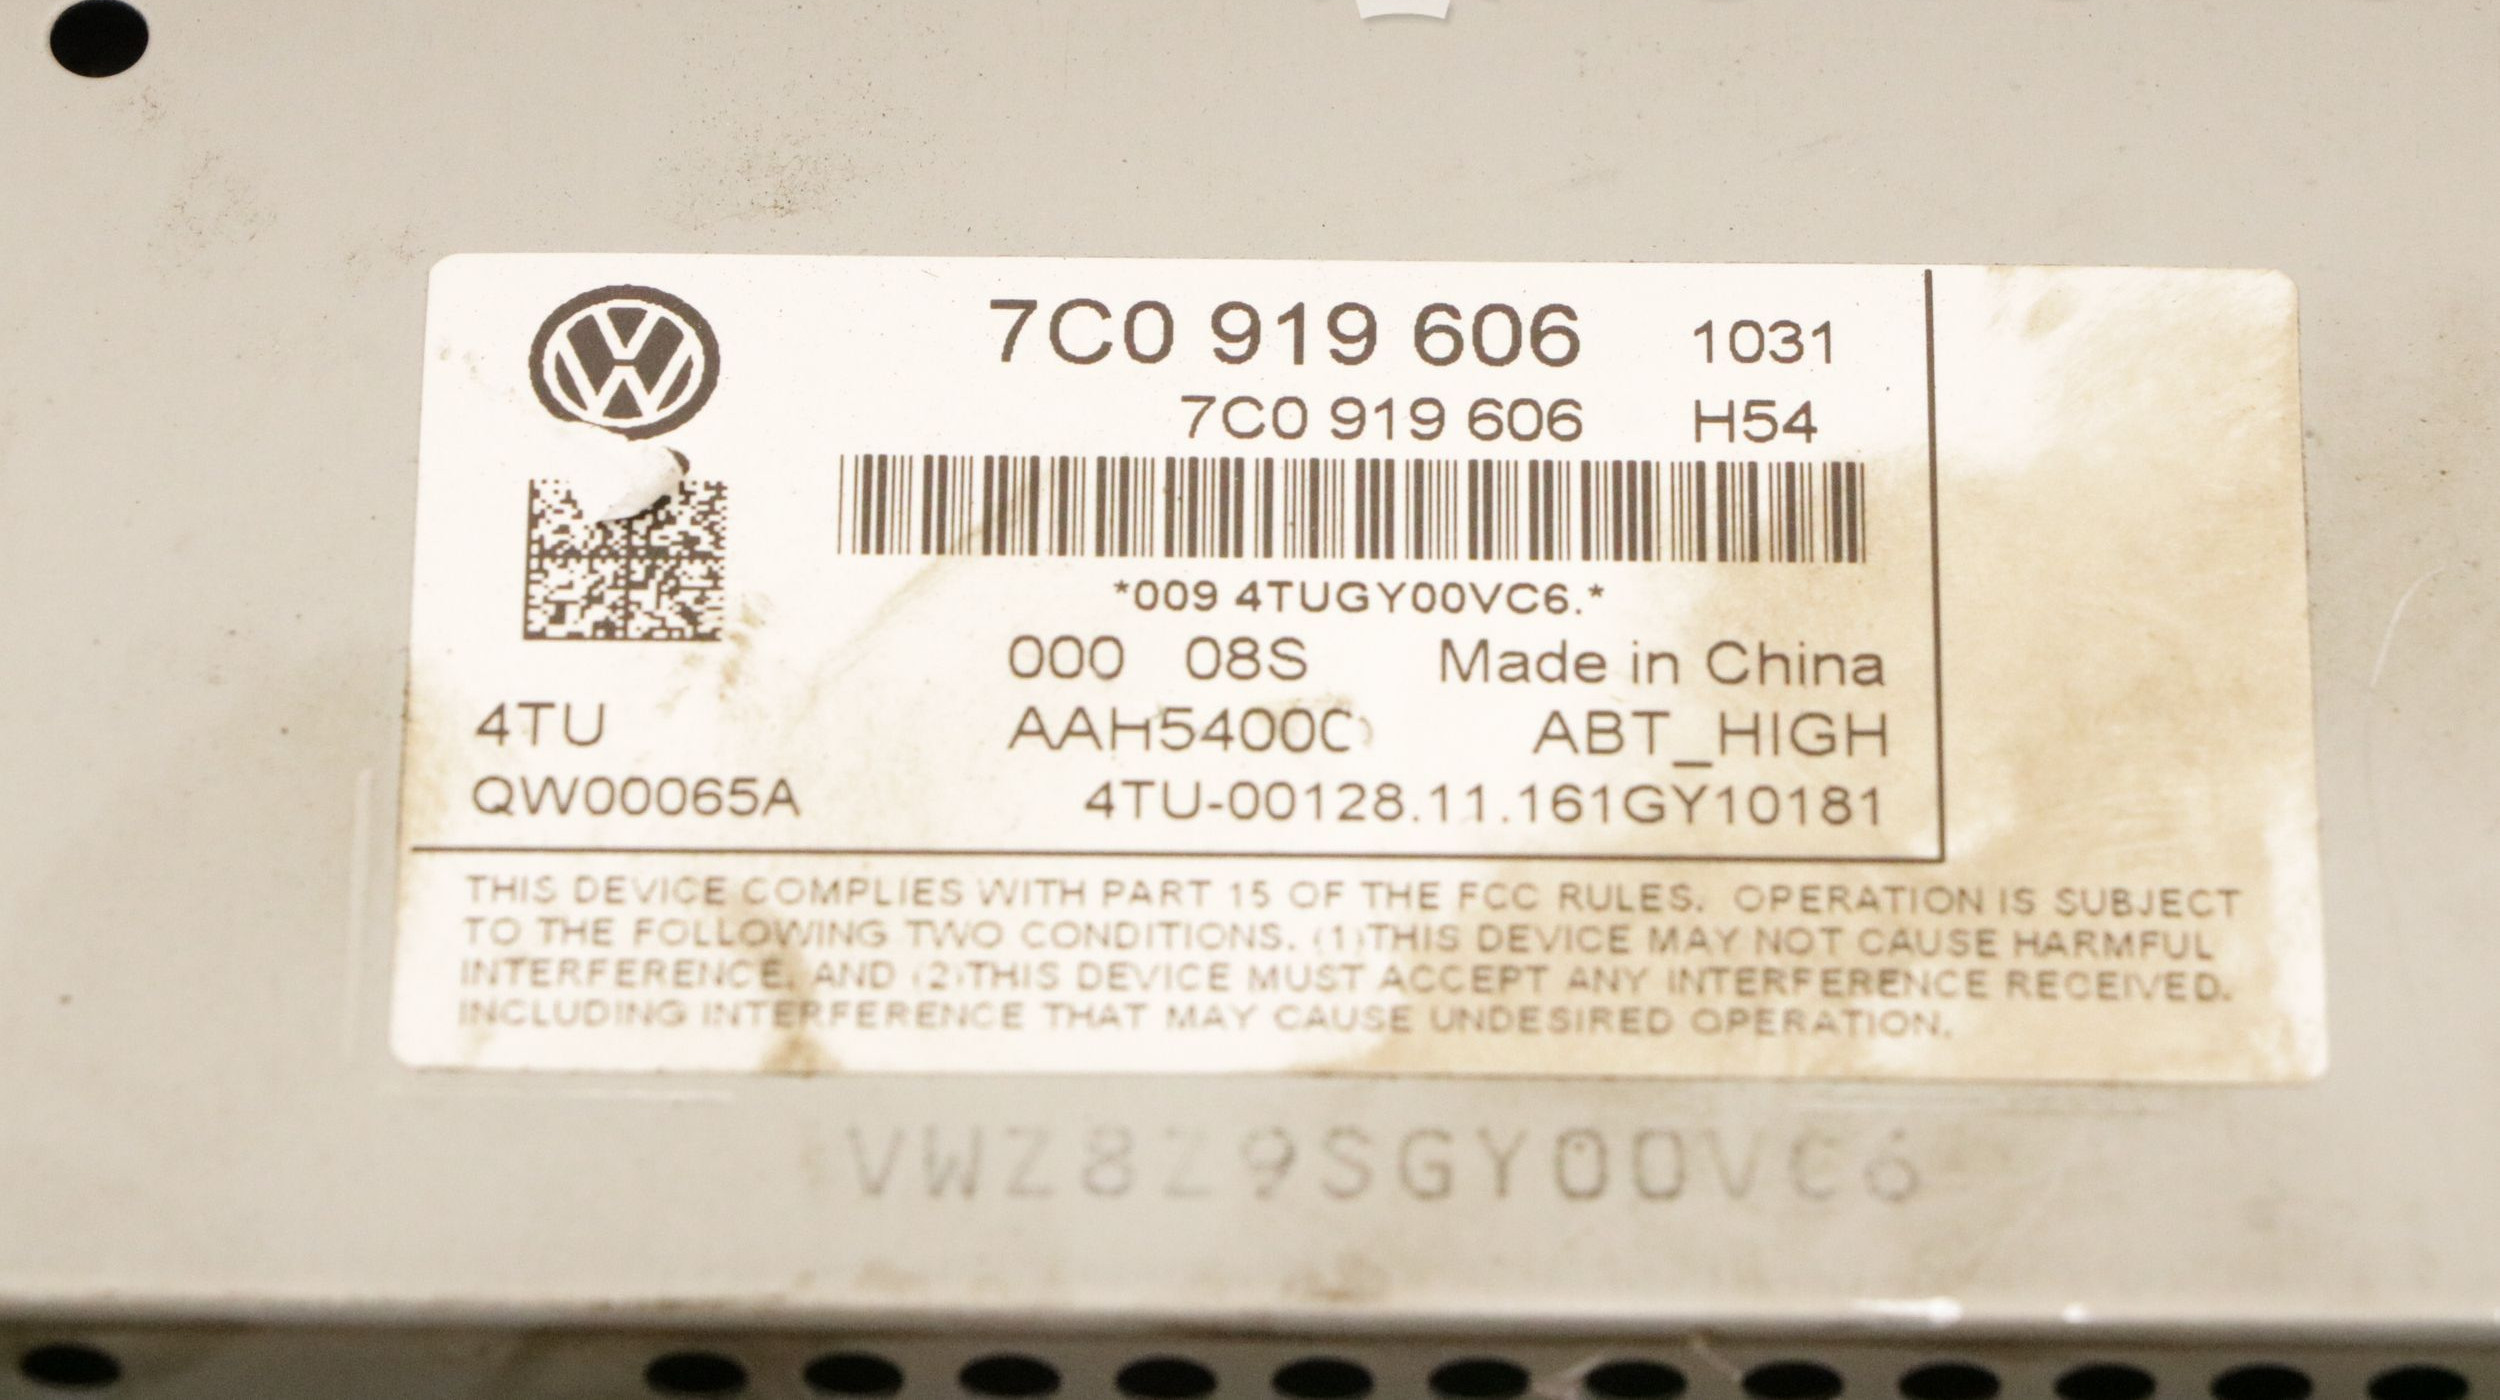 7C0 919 606 1031
7C0 919 606 H54
*009 4TUGY00VC6.*
000 08S Made in China
4TU AAH5400C ABT_HIGH
QW00065A 4TU-00128.11.161GY10181
THIS DEVICE COMPLIES WITH PART 15 OF THE FCC RULES. OPERATION IS SUBJECT
TO THE FOLLOWING TWO CONDITIONS. (1)THIS DEVICE MAY NOT CAUSE HARMFUL
INTERFERENCE. AND (2)THIS DEVICE MUST ACCEPT ANY INTERFERENCE RECEIVED.
INCLUDING INTERFERENCE THAT MAY CAUSE UNDESIRED OPERATION.
VWZ8Z9SGY00VC6